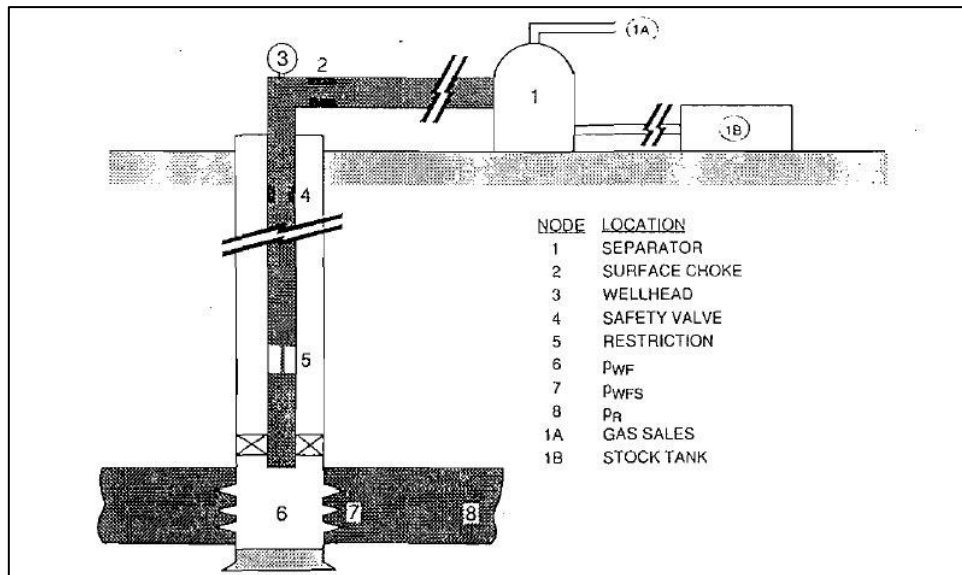 3
2
1A
1
1B
4
NODE LOCATION
1 SEPARATOR
2 SURFACE CHOKE
3 WELLHEAD
4 SAFETY VALVE
5 RESTRICTION
6 pWF
7 pWFS
8 pR
1A GAS SALES
1B STOCK TANK
5
6
7
8